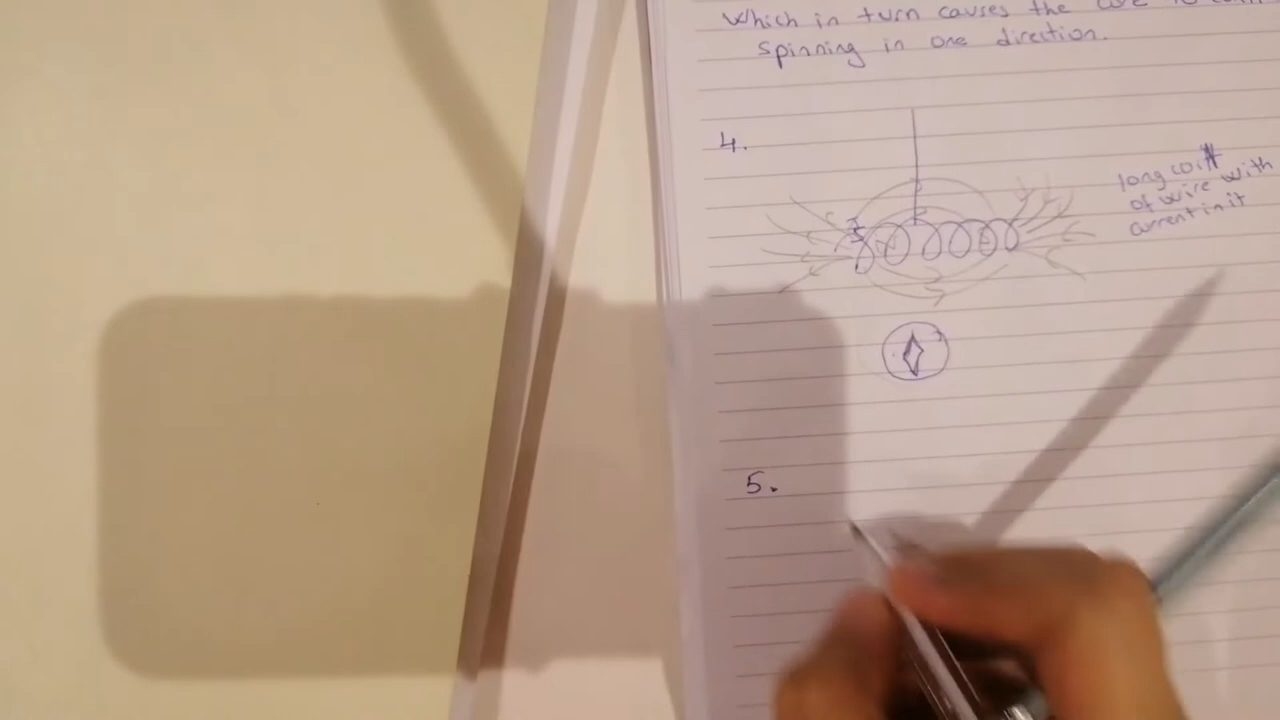 Which in turn causes the
spinning in one direction.
4.
long coil
of wire with
current in it
5.